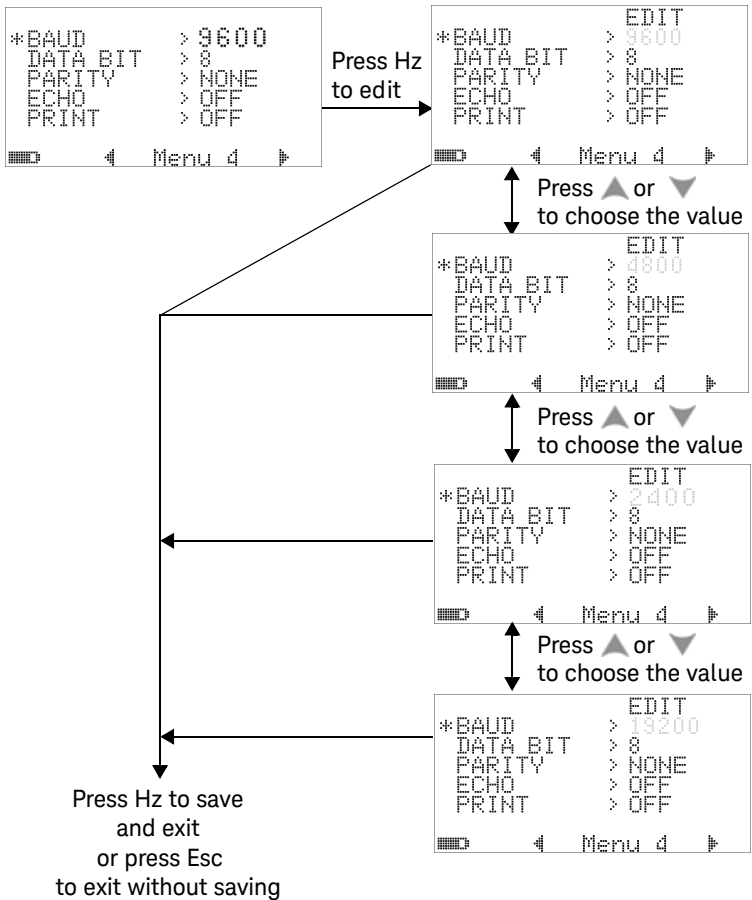 *BAUD > 9600
DATA BIT > 8
PARITY > NONE
ECHO > OFF
PRINT > OFF
Menu 4
Press Hz
to edit
EDIT
*BAUD > 9600
DATA BIT > 8
PARITY > NONE
ECHO > OFF
PRINT > OFF
Menu 4
Press ▲ or ▼
to choose the value
EDIT
*BAUD > 4800
DATA BIT > 8
PARITY > NONE
ECHO > OFF
PRINT > OFF
Menu 4
Press ▲ or ▼
to choose the value
EDIT
*BAUD > 2400
DATA BIT > 8
PARITY > NONE
ECHO > OFF
PRINT > OFF
Menu 4
Press ▲ or ▼
to choose the value
EDIT
*BAUD > 19200
DATA BIT > 8
PARITY > NONE
ECHO > OFF
PRINT > OFF
Menu 4
Press Hz to save
and exit
or press Esc
to exit without saving